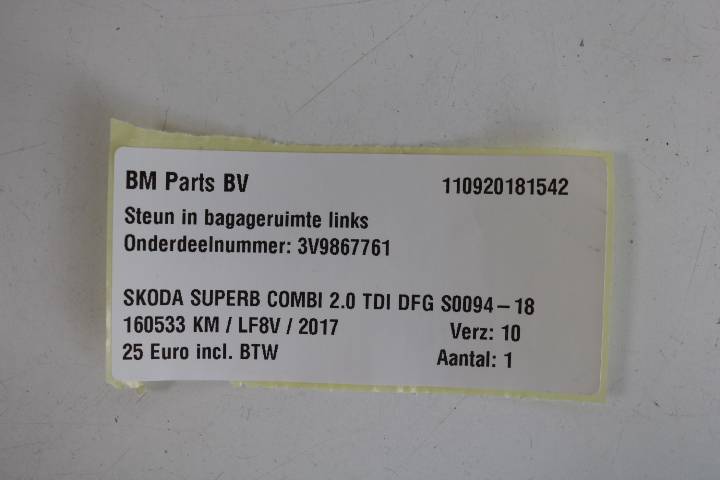 BM Parts BV 110920181542
Steun in bagageruimte links
Onderdeelnummer: 3V9867761
SKODA SUPERB COMBI 2.0 TDI DFG S0094-18
160533 KM / LF8V / 2017 Verz: 10
25 Euro incl. BTW Aantal: 1